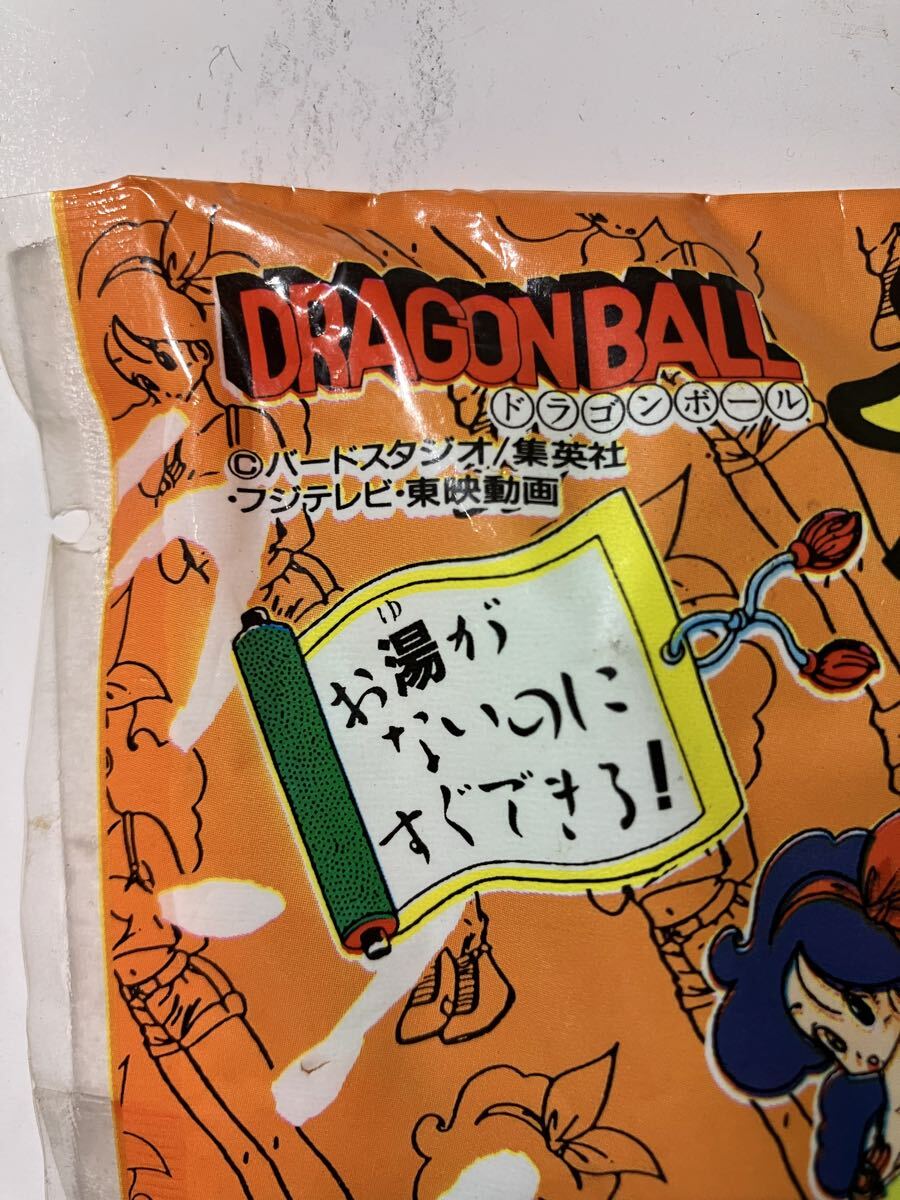 DRAGON BALL
ドラゴンボール
©バードスタジオ/集英社
・フジテレビ・東映動画
ゆ
お湯が
ないのに
すぐできる!